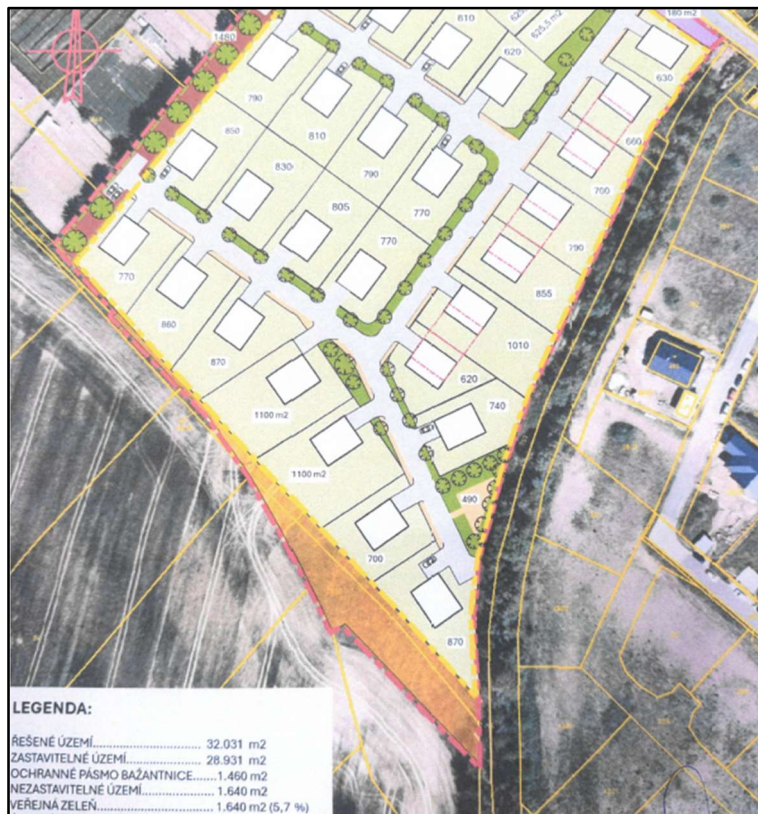 180 m2
810
625,5 m2
620
1480
630
790
810
660
850
830
790
700
805
770
790
770
770
855
860
870
1010
620
740
1100 m2
1100 m2
490
700
870
LEGENDA:
ŘEŠENÉ ÚZEMÍ............................ 32.031 m2
ZASTAVITELNÉ ÚZEMÍ.................... 28.931 m2
OCHRANNÉ PÁSMO BAŽANTNICE......1.460 m2
NEZASTAVITELNÉ ÚZEMÍ................1.640 m2
VEŘEJNÁ ZELEŇ.............................1.640 m2 (5,7 %)